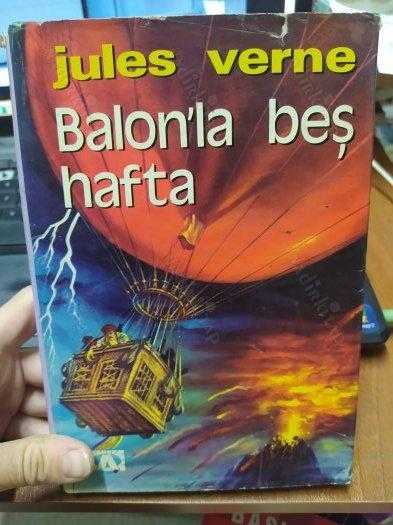 jules verne
Balon'la beş
hafta